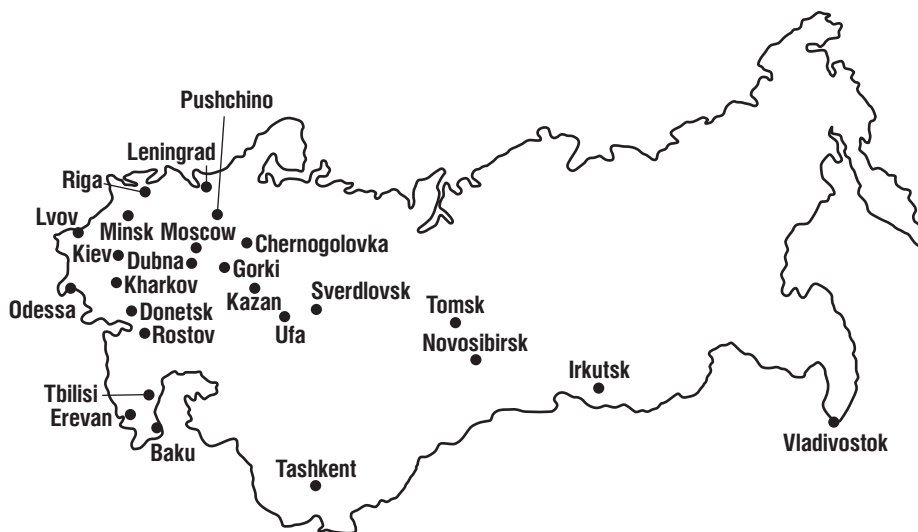 Pushchino
Leningrad
Riga
Lvov
Minsk
Moscow
Chernogolovka
Kiev
Dubna
Gorki
Kharkov
Kazan
Sverdlovsk
Odessa
Donetsk
Ufa
Tomsk
Rostov
Novosibirsk
Irkutsk
Tbilisi
Erevan
Baku
Vladivostok
Tashkent